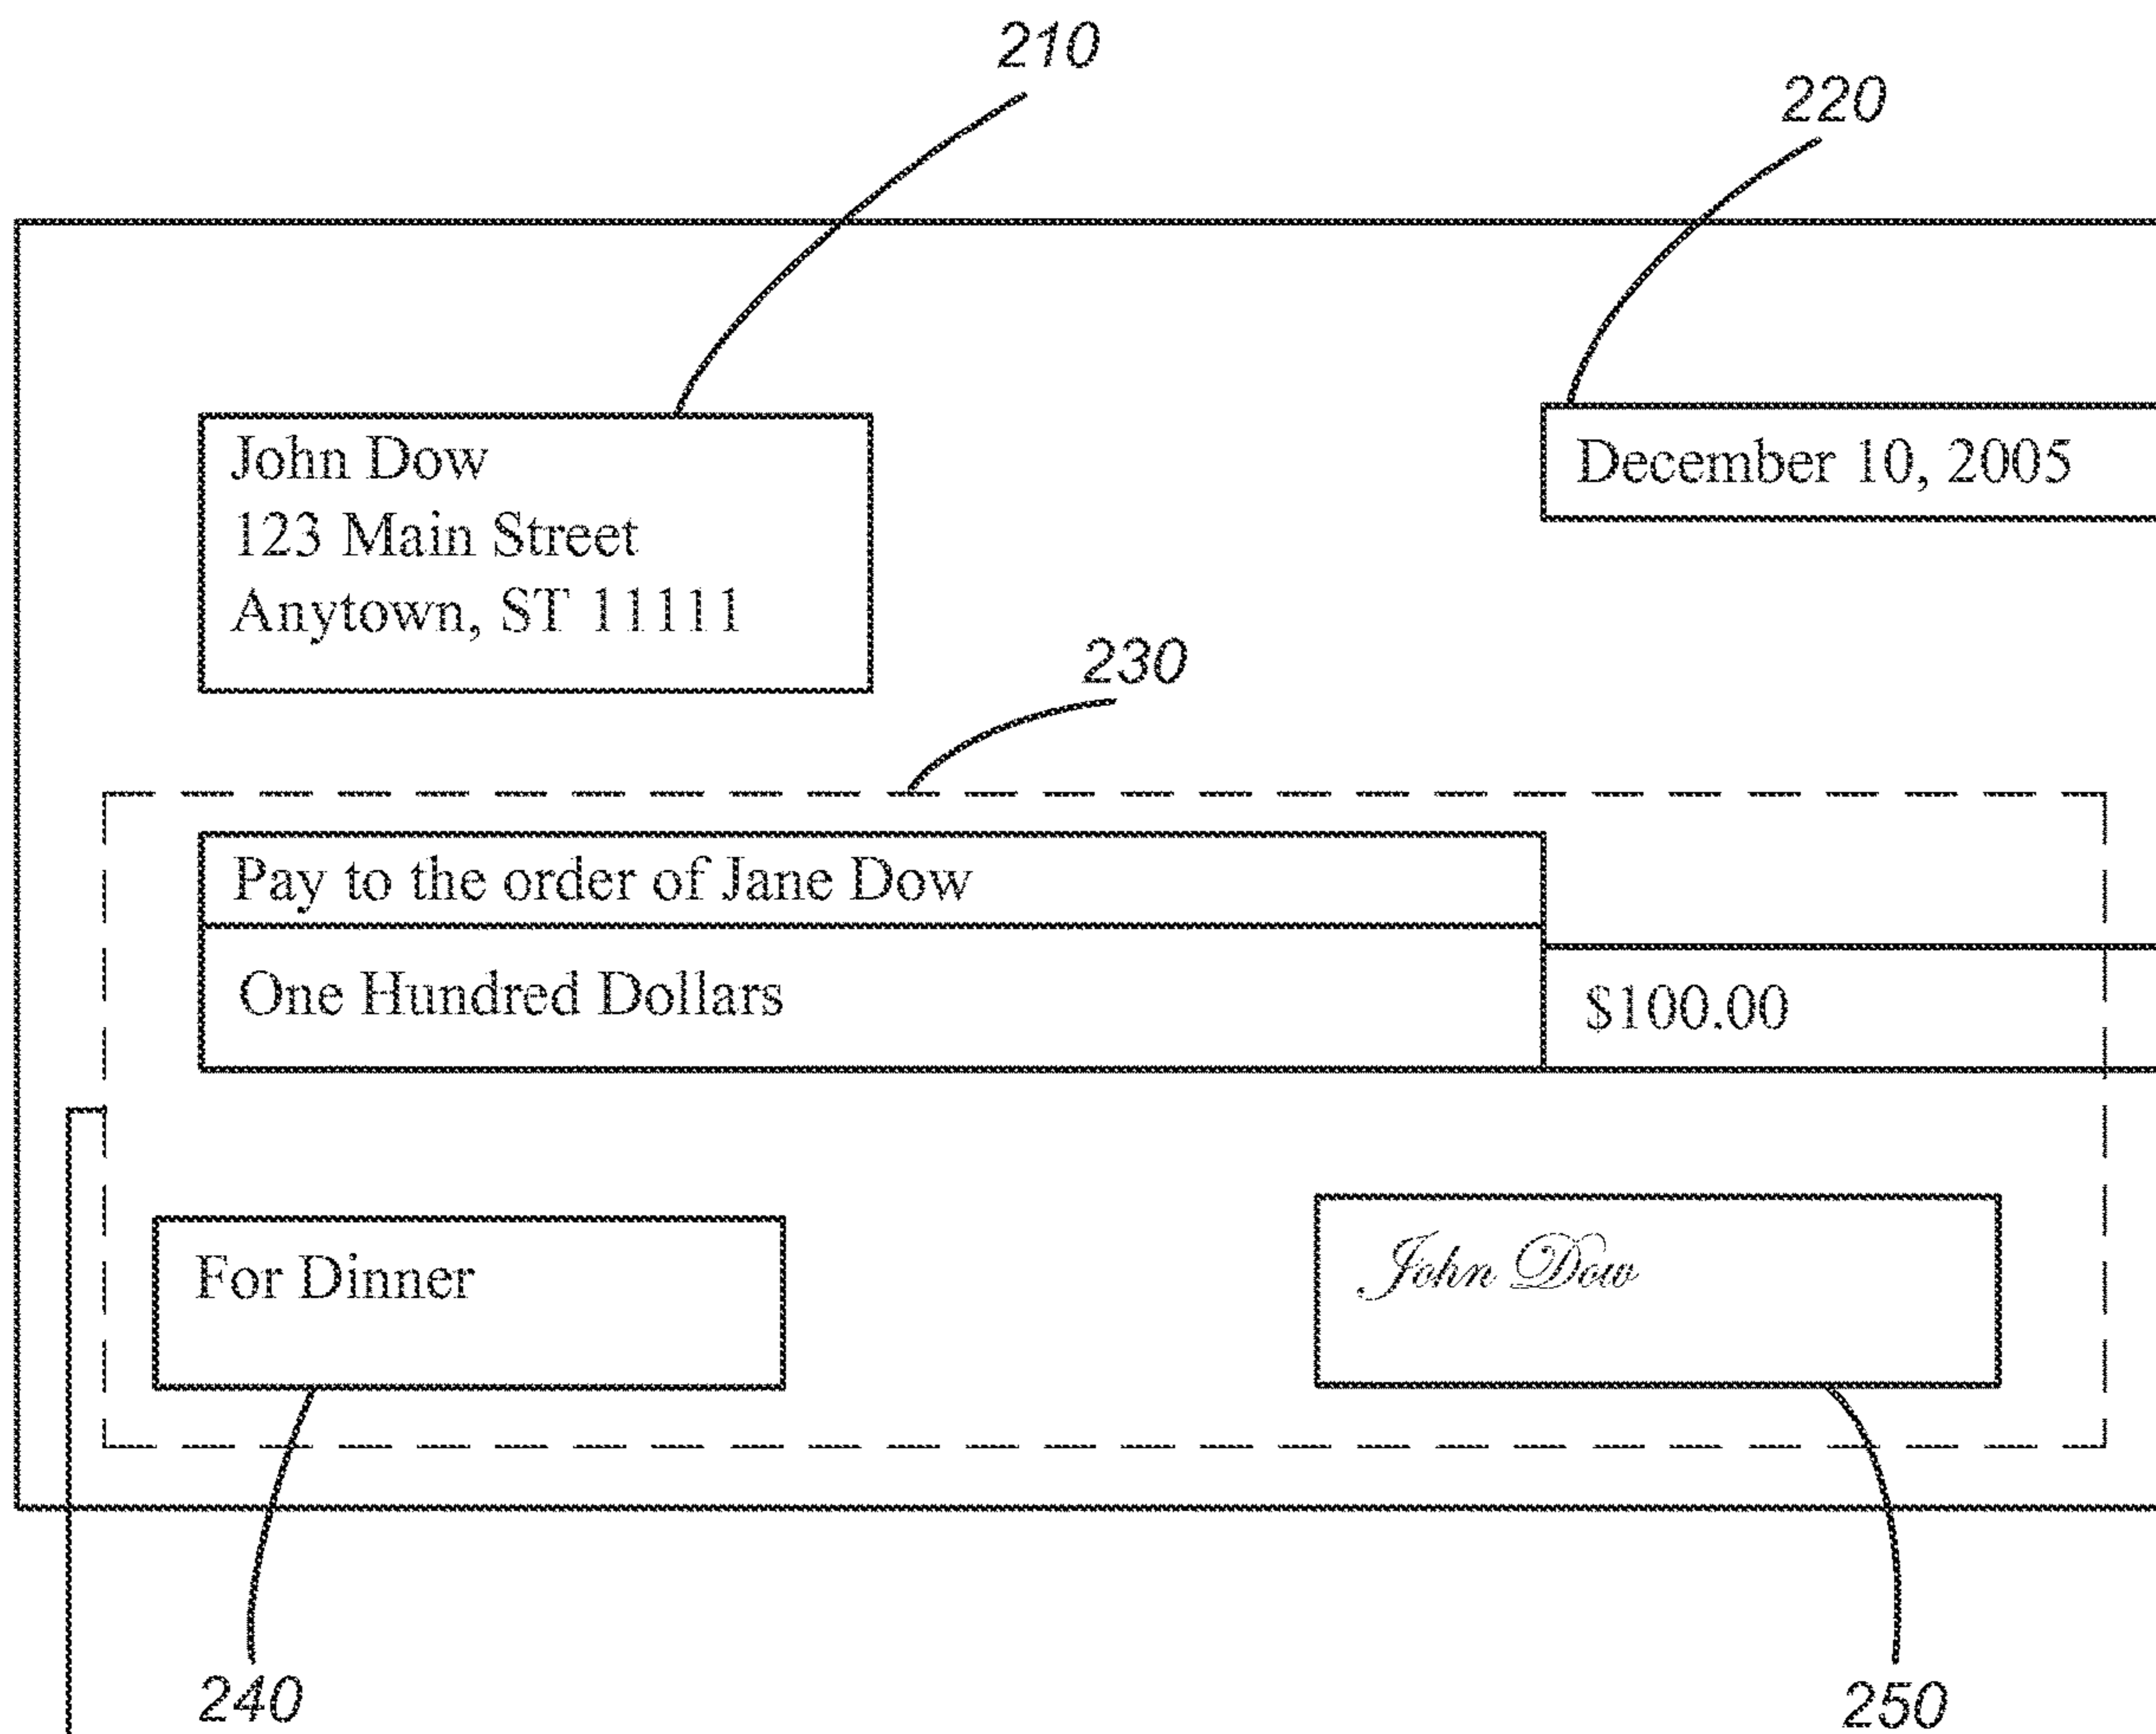 210
220
John Dow
123 Main Street
Anytown, ST 11111
December 10, 2005
230
Pay to the order of Jane Dow
One Hundred Dollars
$100.00
For Dinner
John Dow
240
250